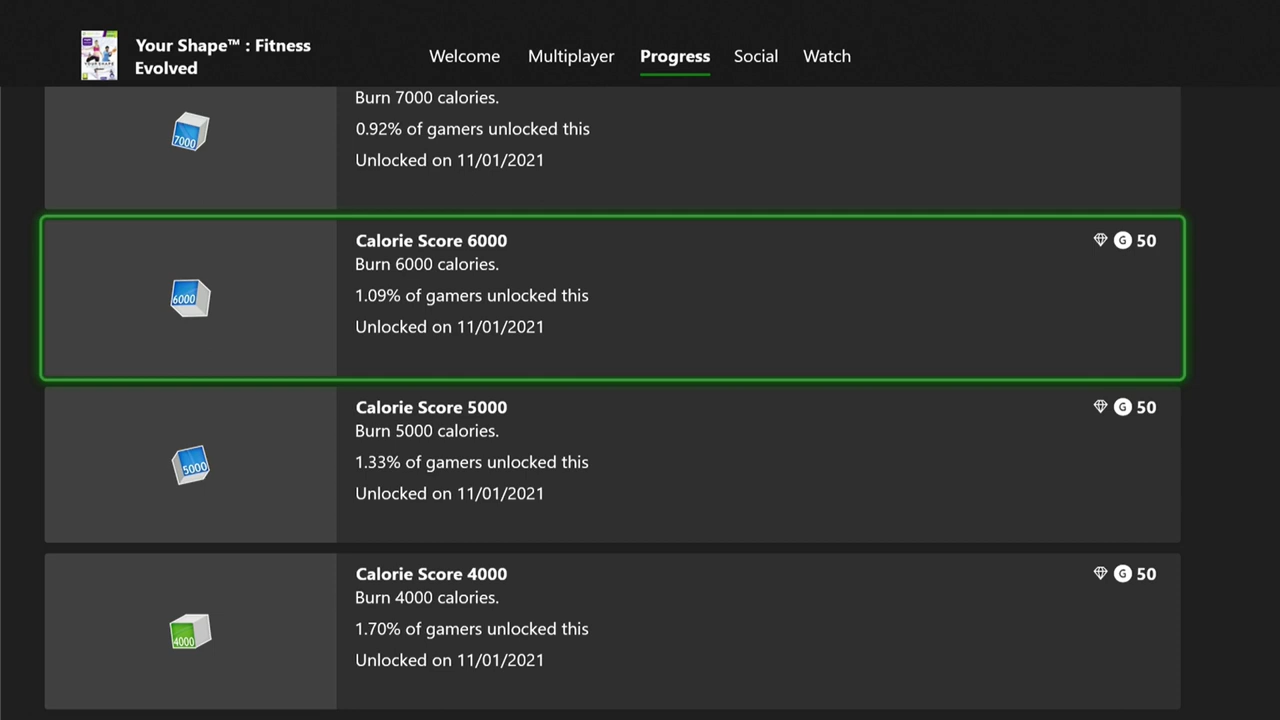 Your Shape™ : Fitness
Evolved
Welcome
Multiplayer
Progress
Social
Watch
Burn 7000 calories.
0.92% of gamers unlocked this
Unlocked on 11/01/2021
7000
Calorie Score 6000
G 50
Burn 6000 calories.
1.09% of gamers unlocked this
Unlocked on 11/01/2021
6000
Calorie Score 5000
G 50
Burn 5000 calories.
1.33% of gamers unlocked this
Unlocked on 11/01/2021
5000
Calorie Score 4000
G 50
Burn 4000 calories.
1.70% of gamers unlocked this
Unlocked on 11/01/2021
4000